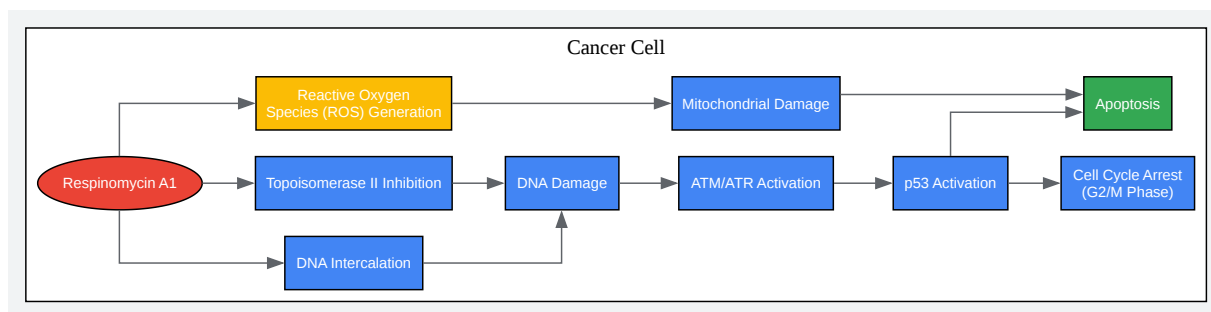 Cancer Cell
Reactive Oxygen
Species (ROS) Generation
Mitochondrial Damage
Apoptosis
Respinomycin A1
Topoisomerase II Inhibition
DNA Damage
ATM/ATR Activation
p53 Activation
Cell Cycle Arrest
(G2/M Phase)
DNA Intercalation